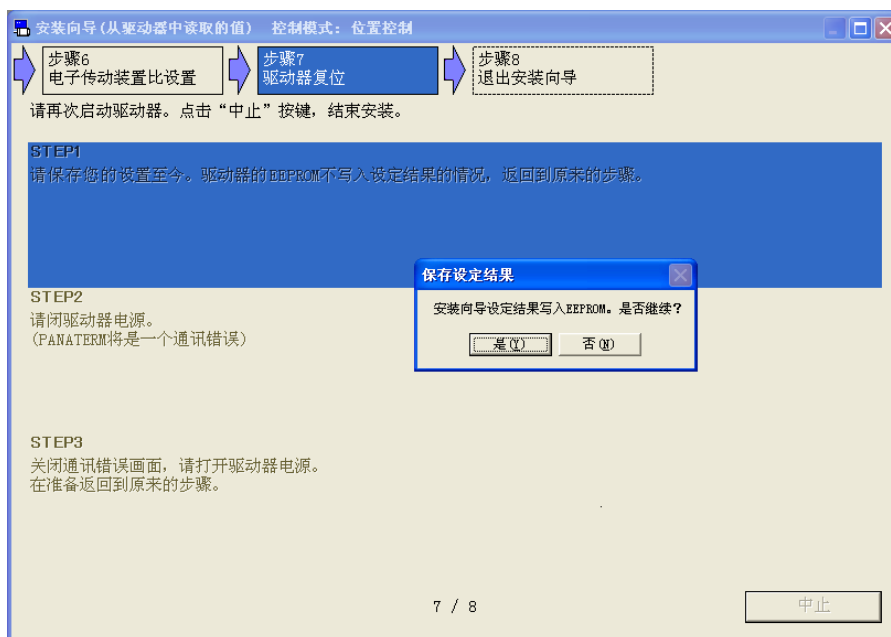 安装向导(从驱动器中读取的值) 控制模式: 位置控制
步骤6
电子传动装置比设置
步骤7
驱动器复位
步骤8
退出安装向导
请再次启动驱动器。点击“中止”按键, 结束安装。
STEP1
请保存您的设置至今。驱动器的EEPROM不写入设定结果的情况, 返回到原来的步骤。
保存设定结果
安装向导设定结果写入EEPROM。是否继续?
是(Y)
否(N)
STEP2
请闭驱动器电源。
(PANATERM将是一个通讯错误)
STEP3
关闭通讯错误画面, 请打开驱动器电源。
在准备返回到原来的步骤。
7 / 8
中止